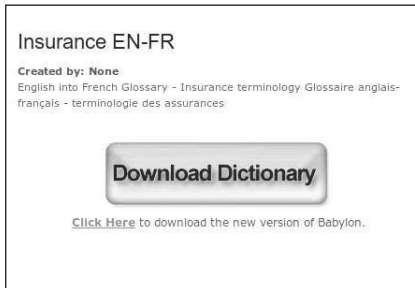 Insurance EN-FR
Created by: None
English into French Glossary - Insurance terminology Glossaire anglais-
français - terminologie des assurances
Download Dictionary
Click Here to download the new version of Babylon.